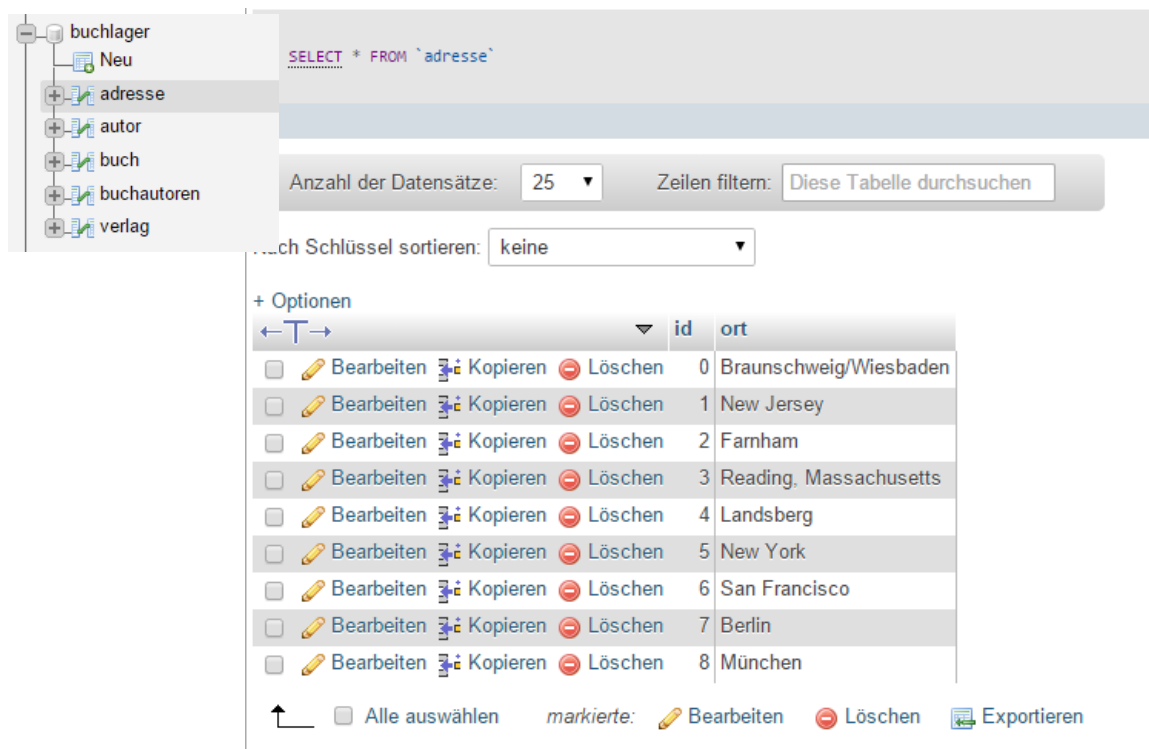 buchlager
Neu
adresse
autor
buch
buchautoren
verlag
SELECT * FROM `adresse`
Anzahl der Datensätze: 25 Zeilen filtern: Diese Tabelle durchsuchen
Nach Schlüssel sortieren: keine
+ Optionen
←T→ id ort
Bearbeiten Kopieren Löschen 0 Braunschweig/Wiesbaden
Bearbeiten Kopieren Löschen 1 New Jersey
Bearbeiten Kopieren Löschen 2 Farnham
Bearbeiten Kopieren Löschen 3 Reading, Massachusetts
Bearbeiten Kopieren Löschen 4 Landsberg
Bearbeiten Kopieren Löschen 5 New York
Bearbeiten Kopieren Löschen 6 San Francisco
Bearbeiten Kopieren Löschen 7 Berlin
Bearbeiten Kopieren Löschen 8 München
Alle auswählen markierte: Bearbeiten Löschen Exportieren